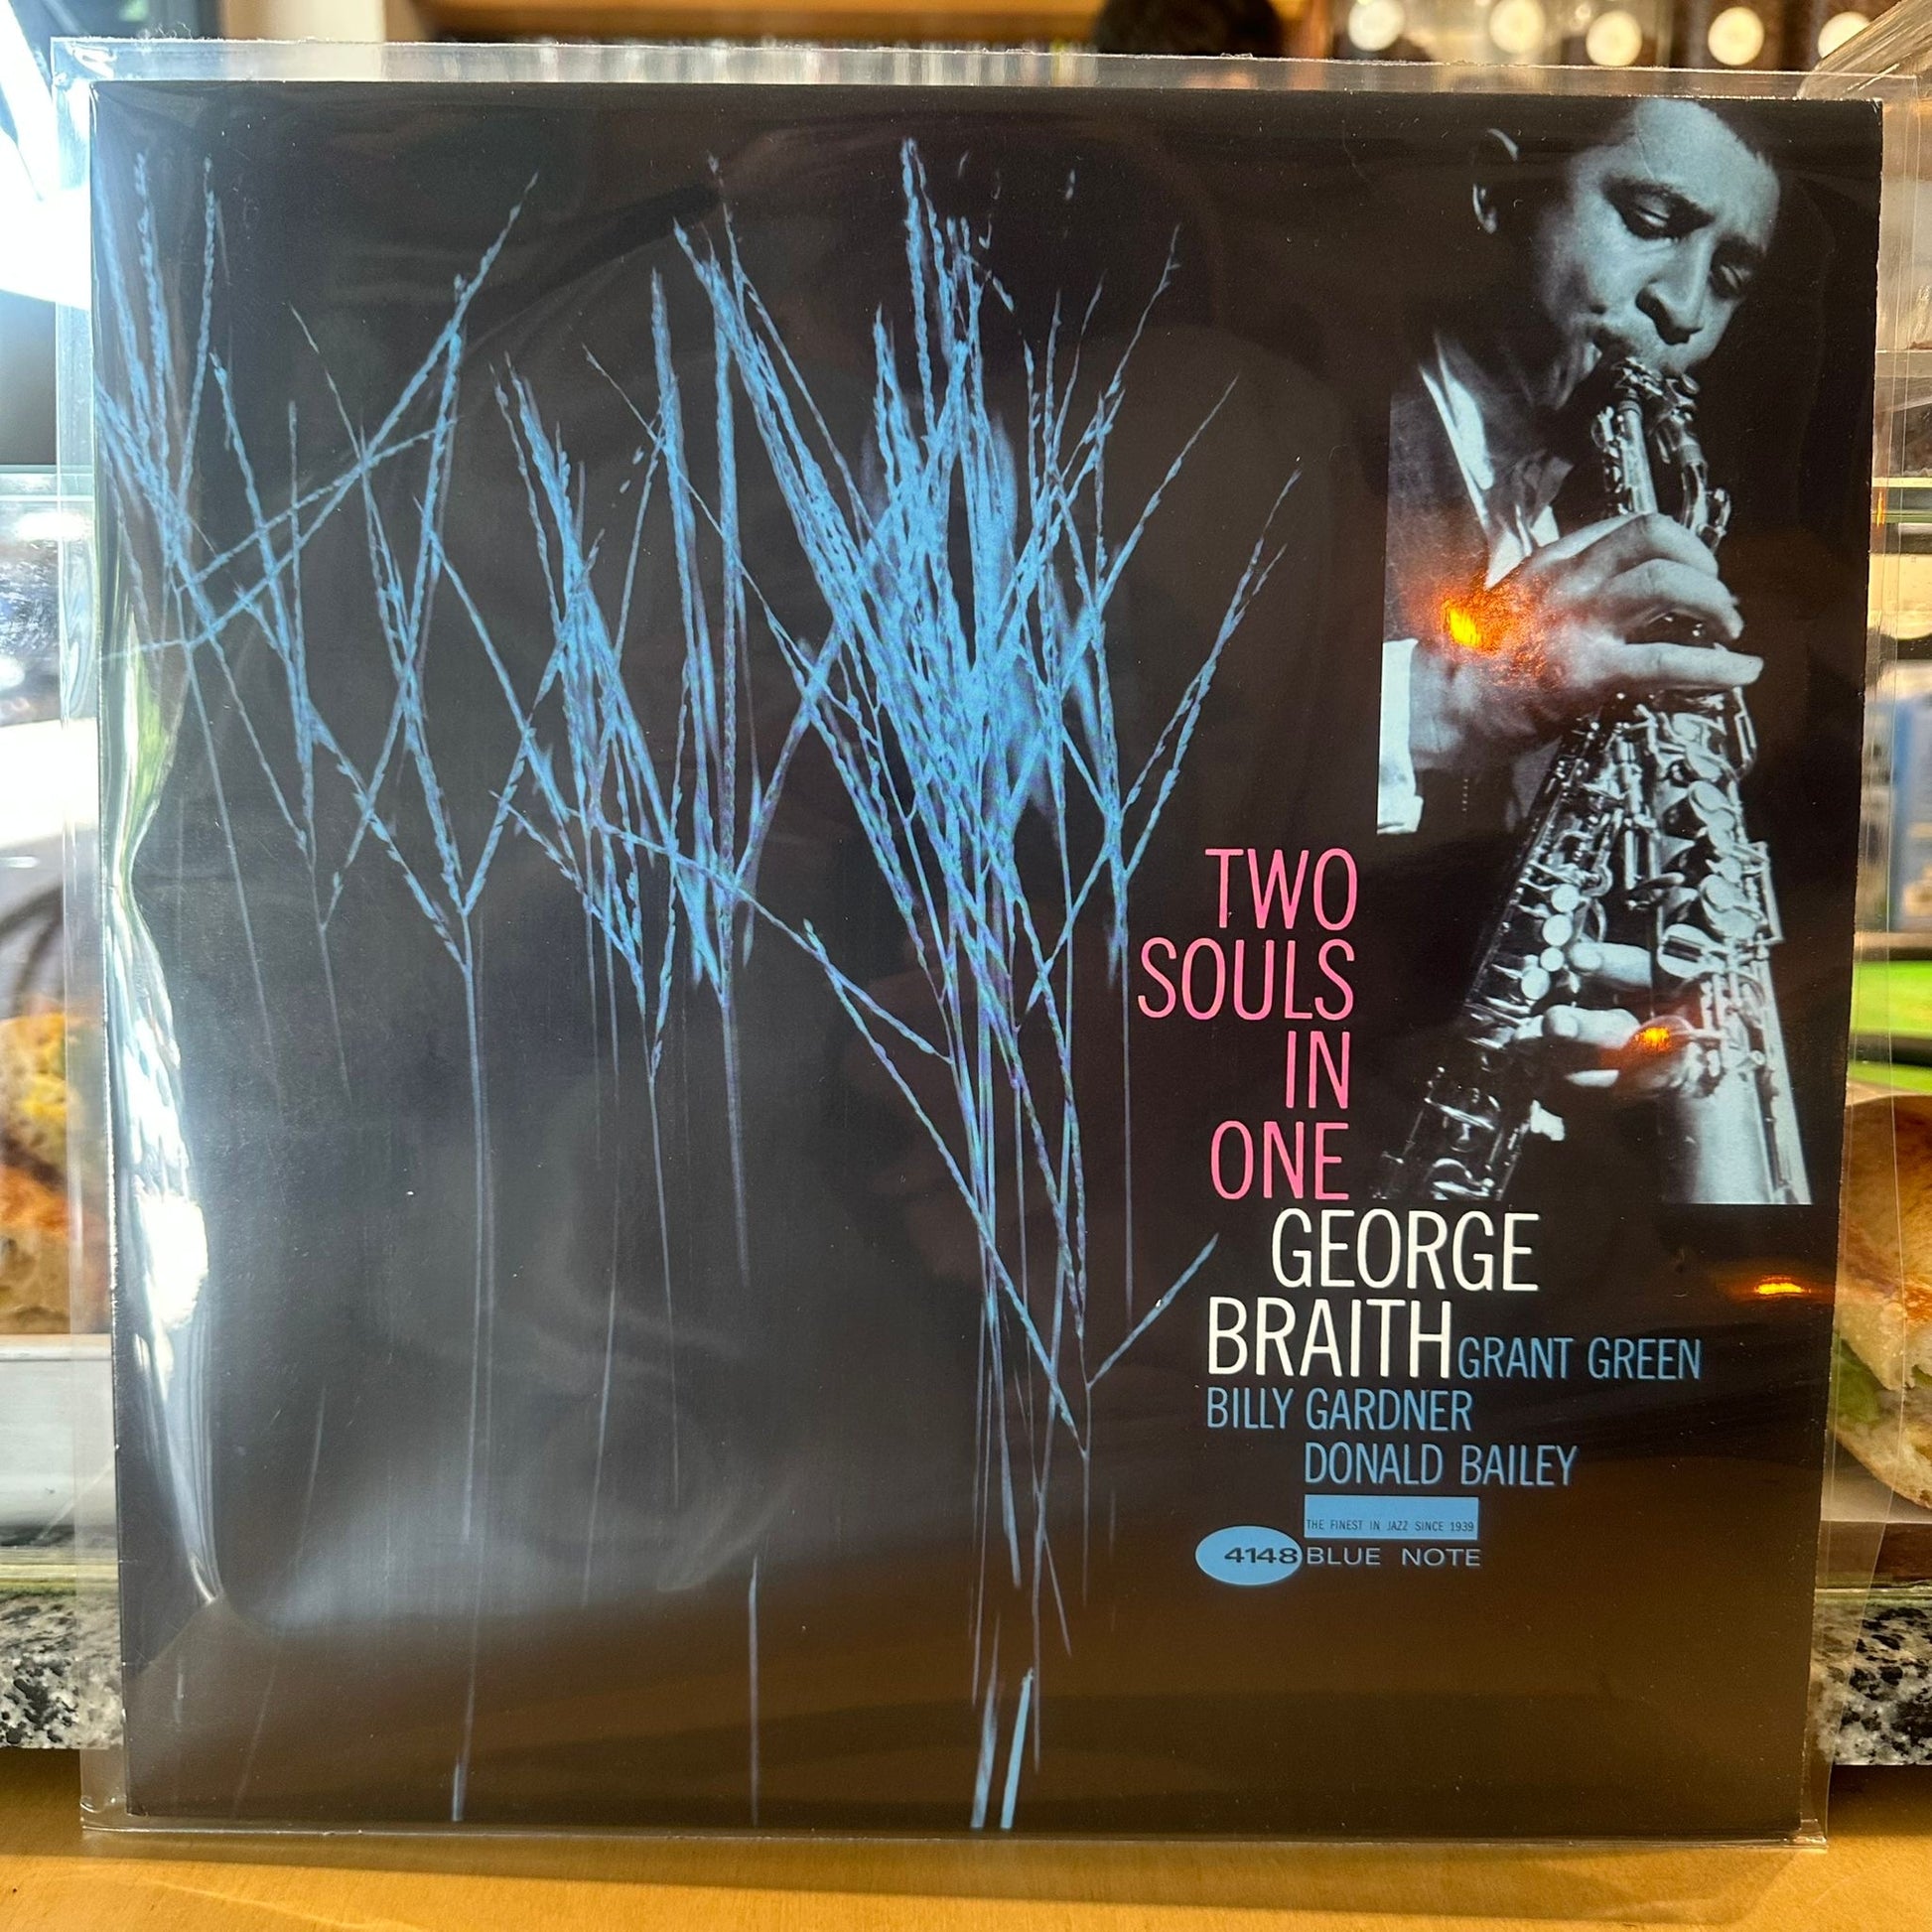 TWO
SOULS
IN
ONE
GEORGE
BRAITH GRANT GREEN
BILLY GARDNER
DONALD BAILEY
THE FINEST IN JAZZ SINCE 1939
4148 BLUE NOTE